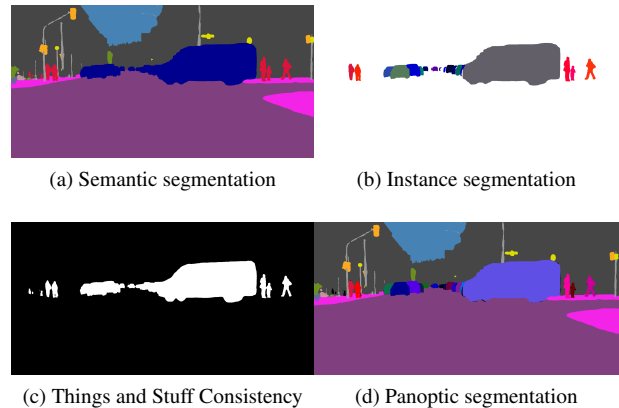 (a) Semantic segmentation
(b) Instance segmentation
(c) Things and Stuff Consistency
(d) Panoptic segmentation